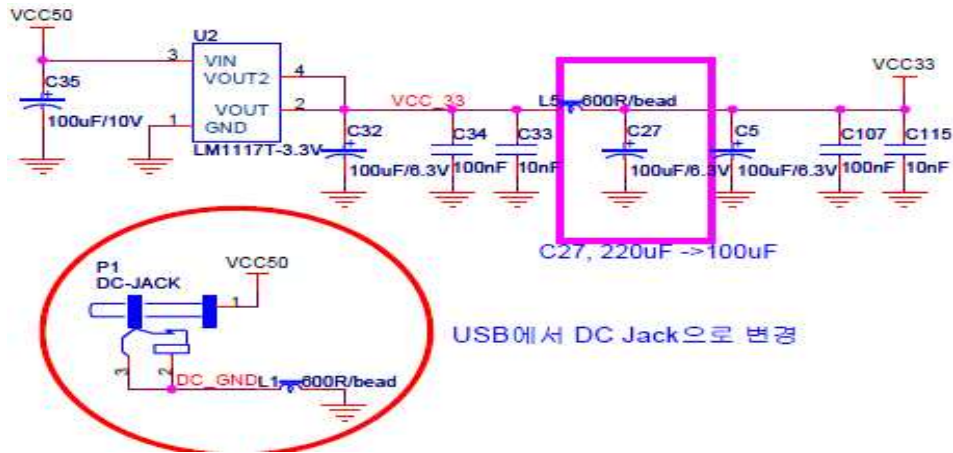 VCC50
U2
3
VIN
VOUT2
4
VOUT
2
1
GND
LM1117T-3.3V
C35
100uF/10V
VCC_33
C32
100uF/6.3V
C34
100nF
C33
10nF
L5
600R/bead
C27
100uF/6.3V
C5
100uF/6.3V
VCC33
C107
100nF
C115
10nF
C27, 220uF ->100uF
P1
DC-JACK
VCC50
1
3
2
DC_GND
L1
600R/bead
USB에서 DC Jack으로 변경